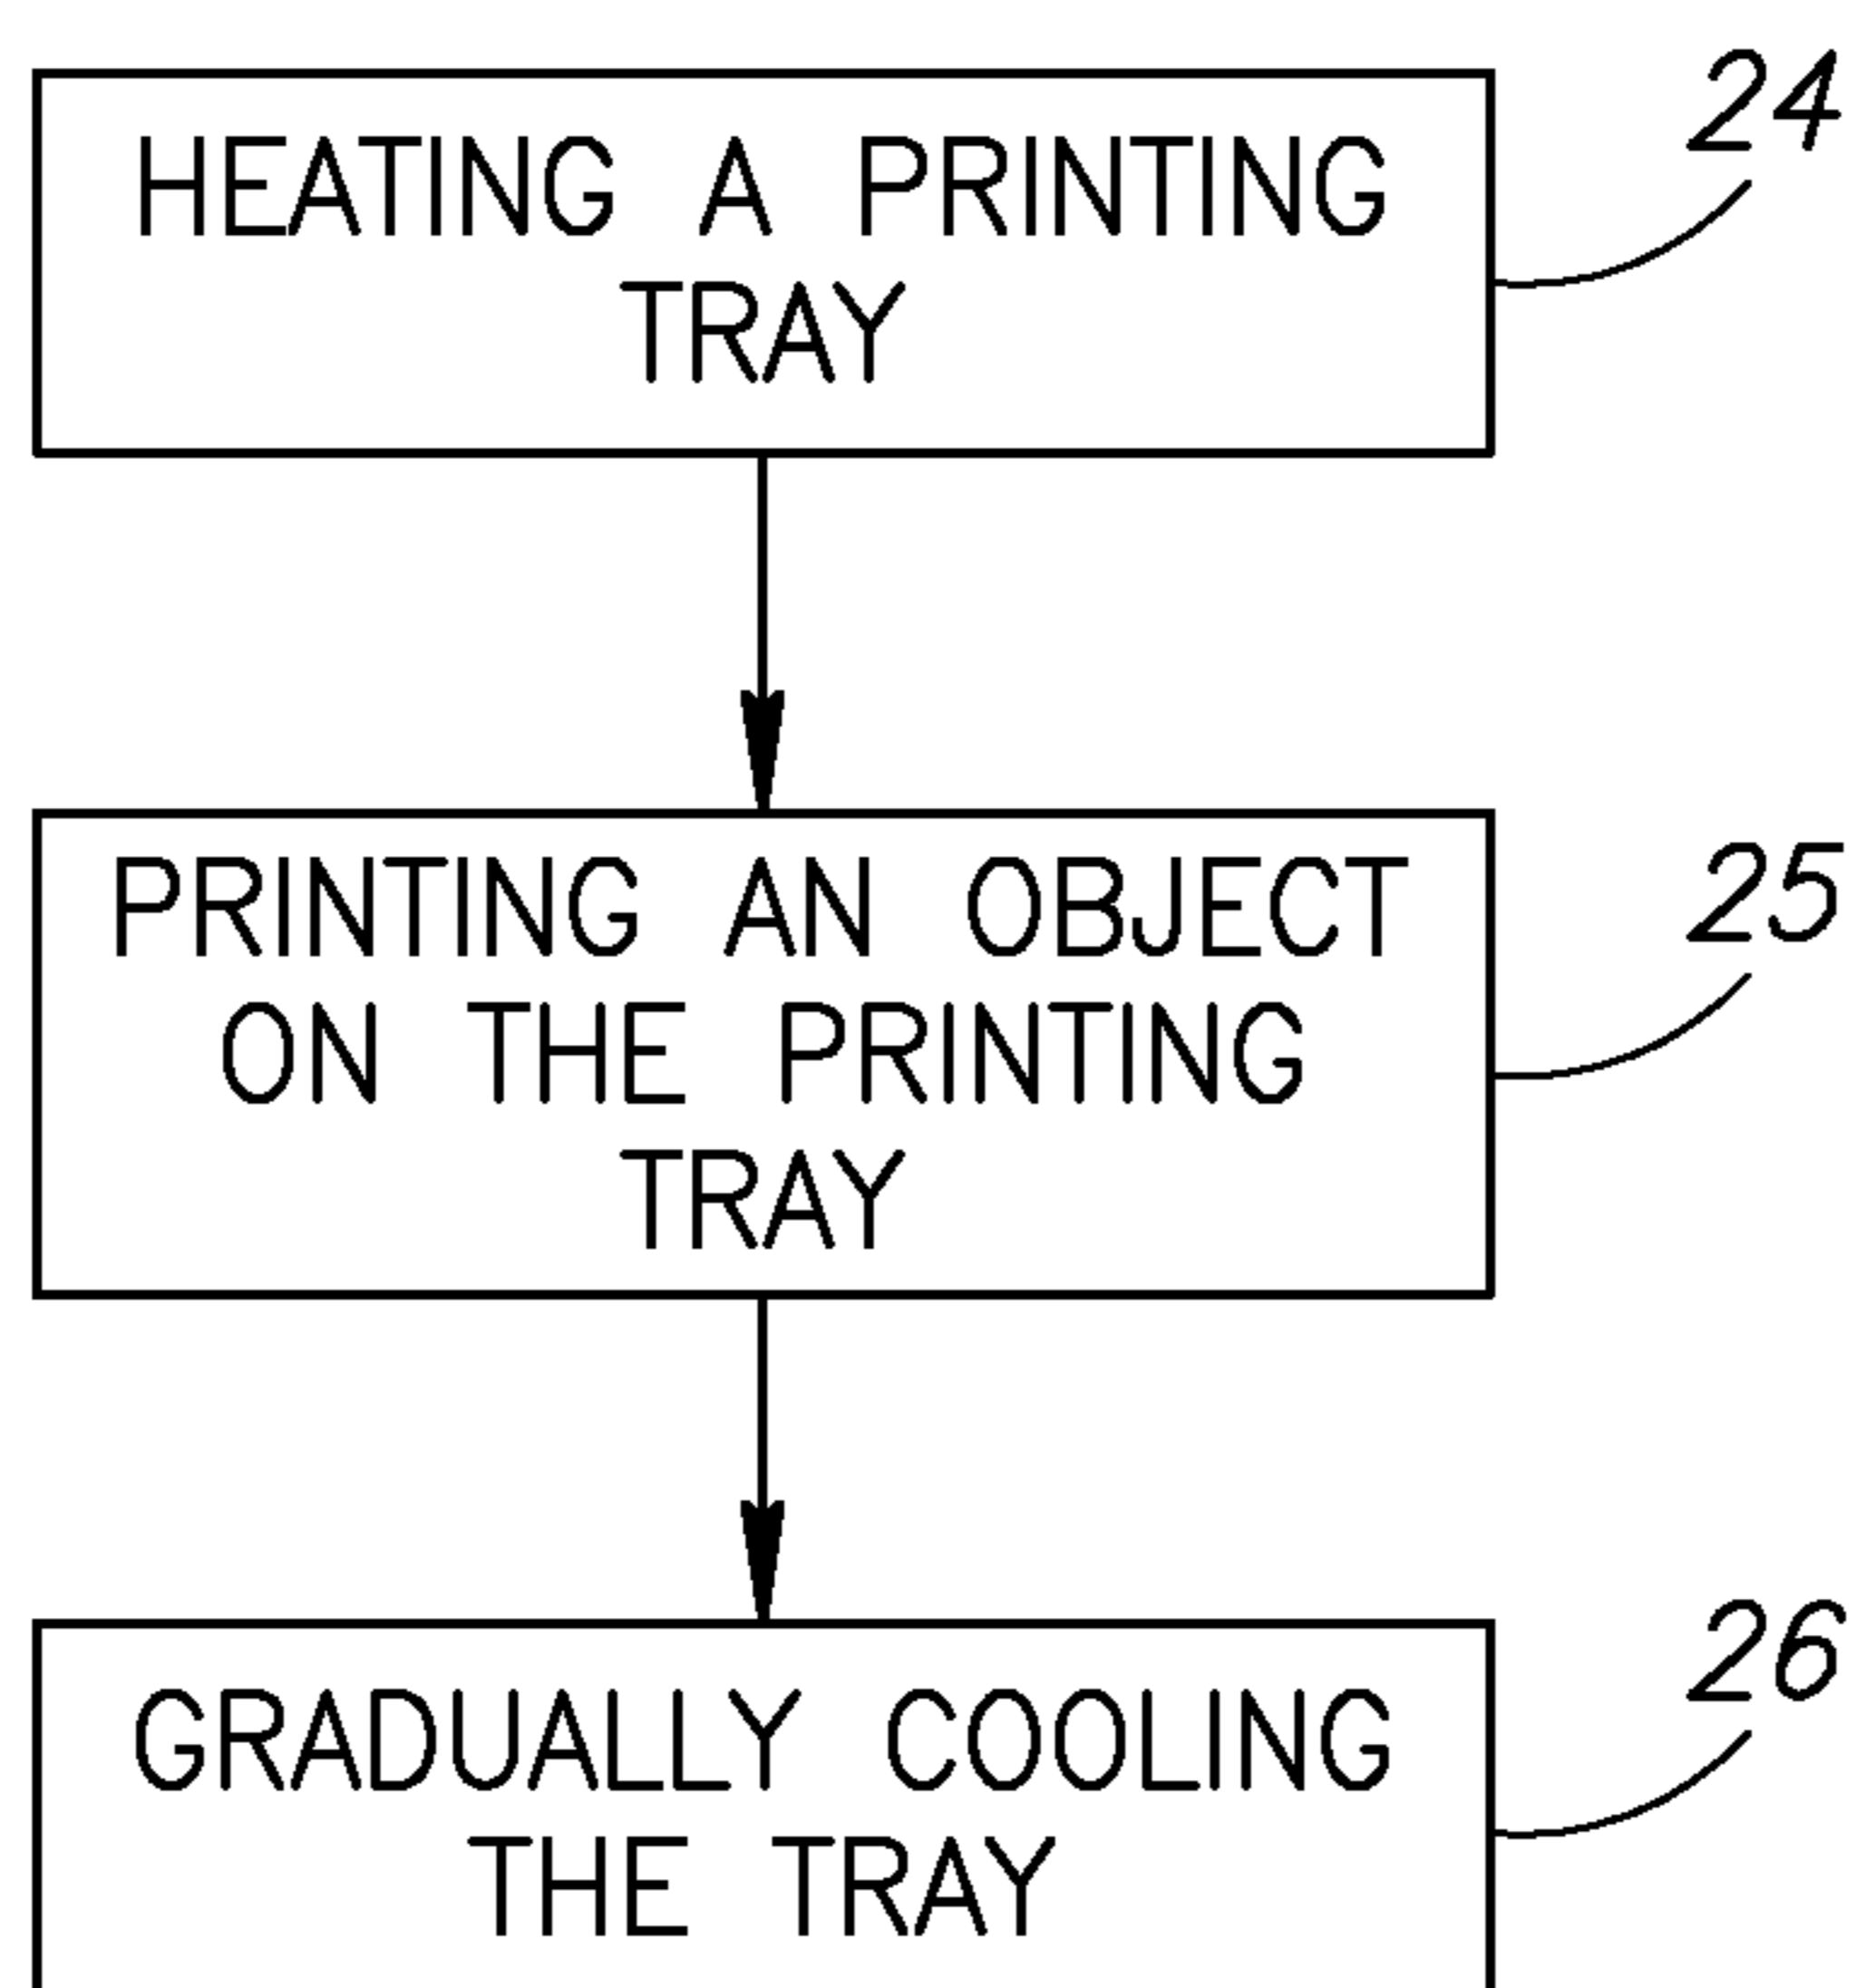 HEATING A PRINTING
TRAY
24
PRINTING AN OBJECT
ON THE PRINTING
TRAY
25
GRADUALLY COOLING
THE TRAY
26